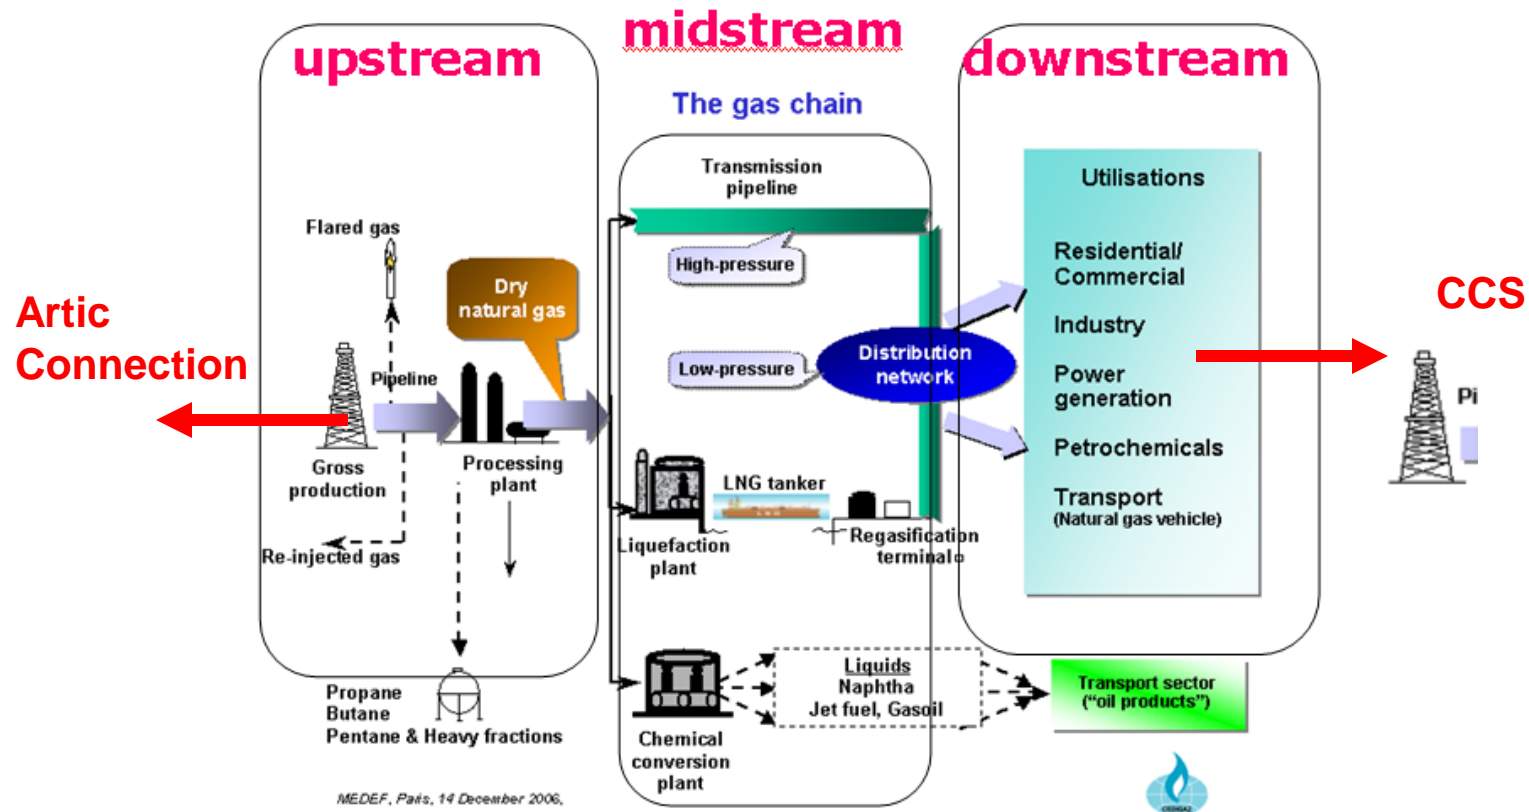 upstream
midstream
downstream
The gas chain
Artic
Connection
Flared gas
Dry
natural gas
Pipeline
Gross
production
Processing
plant
Re-injected gas
Propane
Butane
Pentane & Heavy fractions
MEDEF, Paris, 14 December 2006,
Transmission
pipeline
High-pressure
Low-pressure
Distribution
network
LNG tanker
LNG
Liquefaction
plant
Regasification
terminal
Chemical
conversion
plant
Liquids
Naphtha
Jet fuel, Gasoil
Utilisations
Residential/
Commercial
Industry
Power
generation
Petrochemicals
Transport
(Natural gas vehicle)
Transport sector
("oil products")
CCS
Pi
CEDIGAZ